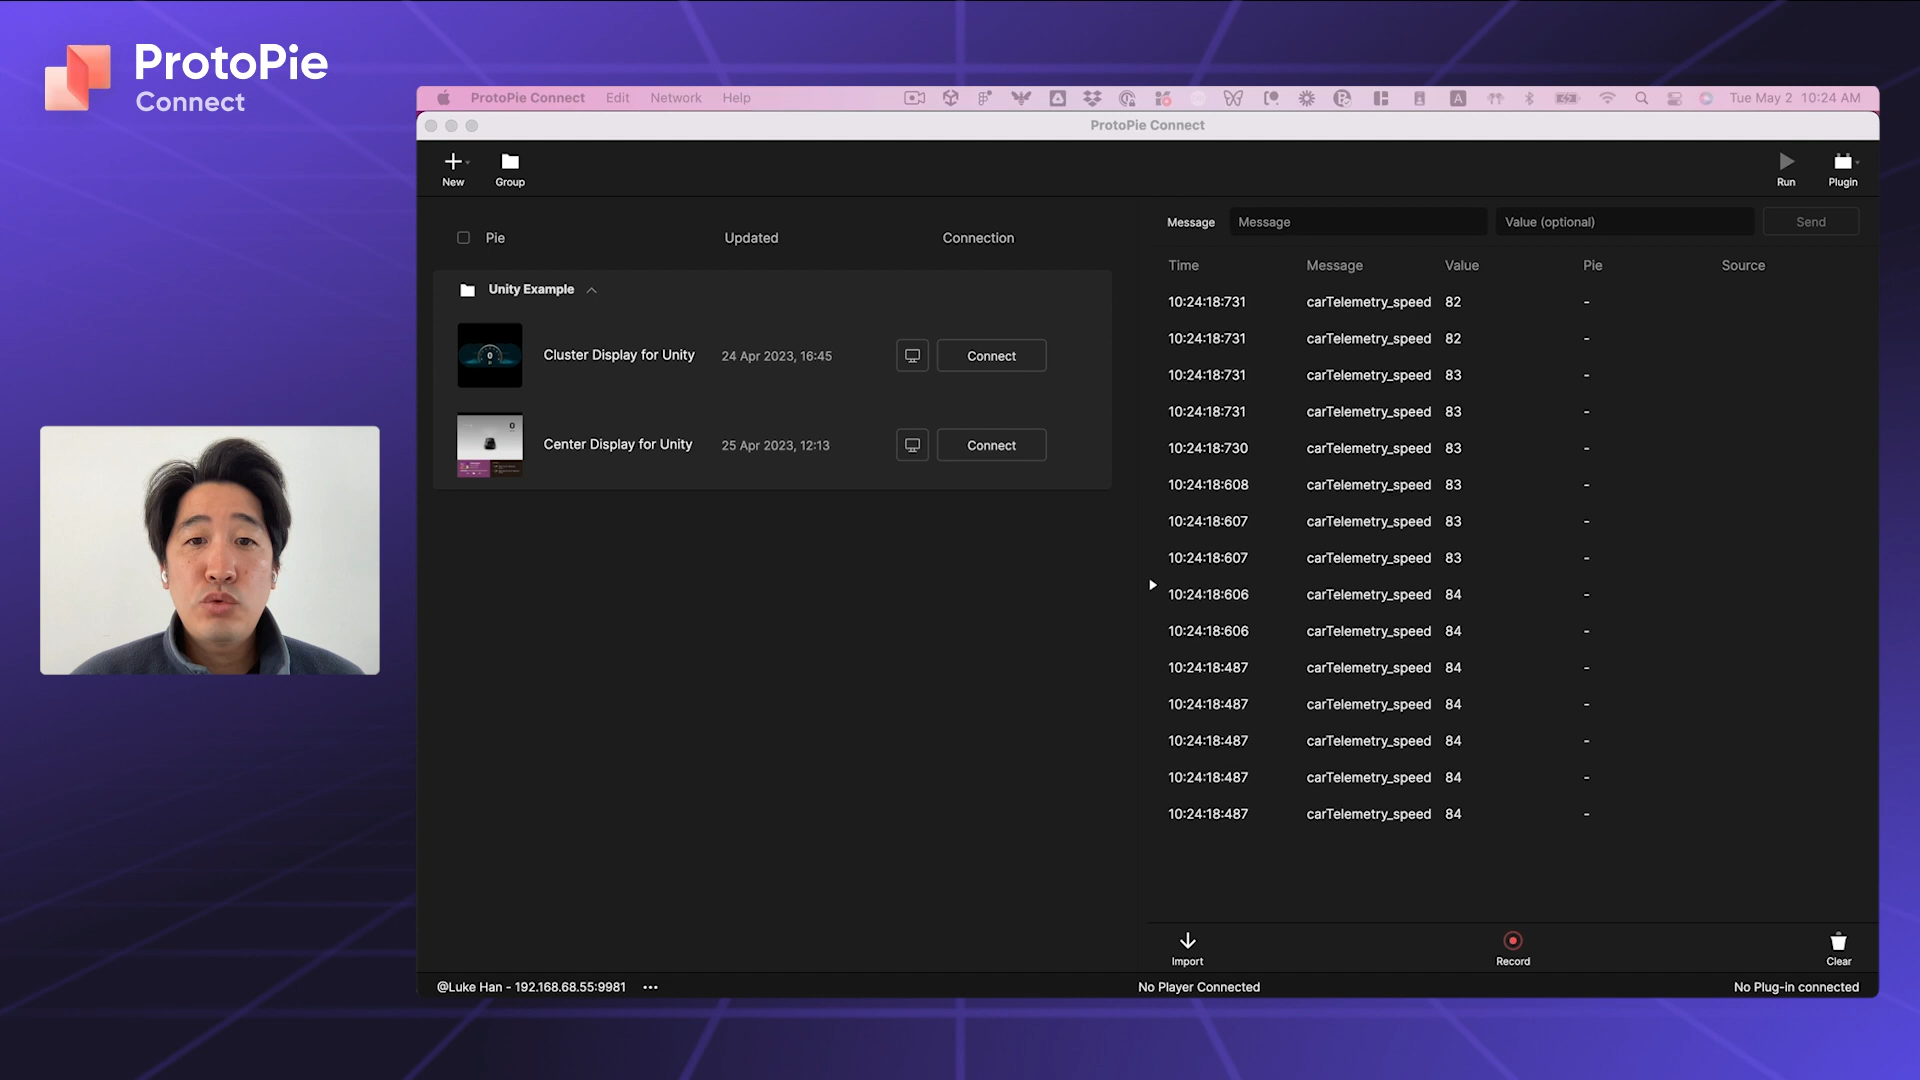 ProtoPie
Connect
ProtoPie Connect Edit Network Help Tue May 2 10:24 AM
ProtoPie Connect
New Group Run Plugin
Message Message Value (optional) Send
Pie Updated Connection
Time Message Value Pie Source
Unity Example
Cluster Display for Unity 24 Apr 2023, 16:45 Connect
Center Display for Unity 25 Apr 2023, 12:13 Connect
10:24:18:731 carTelemetry_speed 82 -
10:24:18:731 carTelemetry_speed 82 -
10:24:18:731 carTelemetry_speed 83 -
10:24:18:731 carTelemetry_speed 83 -
10:24:18:730 carTelemetry_speed 83 -
10:24:18:608 carTelemetry_speed 83 -
10:24:18:607 carTelemetry_speed 83 -
10:24:18:607 carTelemetry_speed 83 -
10:24:18:606 carTelemetry_speed 84 -
10:24:18:606 carTelemetry_speed 84 -
10:24:18:487 carTelemetry_speed 84 -
10:24:18:487 carTelemetry_speed 84 -
10:24:18:487 carTelemetry_speed 84 -
10:24:18:487 carTelemetry_speed 84 -
10:24:18:487 carTelemetry_speed 84 -
Import Record Clear
@Luke Han - 192.168.68.55:9981 ••• No Player Connected No Plug-in connected